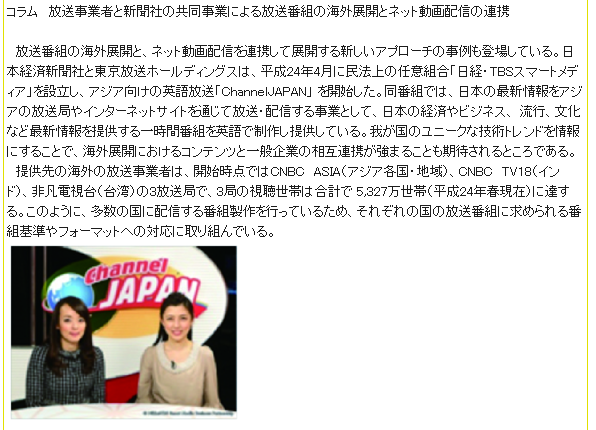 コラム　放送事業者と新聞社の共同事業による放送番組の海外展開とネット動画配信の連携
放送番組の海外展開と、ネット動画配信を連携して展開する新しいアプローチの事例も登場している。日
本経済新聞社と東京放送ホールディングスは、平成24年4月に民法上の任意組合「日経・TBSスマートメデ
ィア」を設立し、アジア向けの英語放送「ChannelJAPAN」 を開始した。同番組では、日本の最新情報をアジ
アの放送局やインターネットサイトを通じて放送・配信する事業として、日本の経済やビジネス、 流行、文化
など最新情報を提供する一時間番組を英語で制作し提供している。我が国のユニークな技術トレンドを情報
にすることで、海外展開におけるコンテンツと一般企業の相互連携が強まることも期待されるところである。
提供先の海外の放送事業者は、開始時点ではCNBC　ASIA（アジア各国・地域）、CNBC　TV18（イン
ド）、非凡電視台（台湾）の3放送局で、3局の視聴世帯は合計で 5,327万世帯（平成24年春現在）に達す
る。このように、多数の国に配信する番組製作を行っているため、それぞれの国の放送番組に求められる番
組基準やフォーマットへの対応に取り組んでいる。
Channel
JAPAN